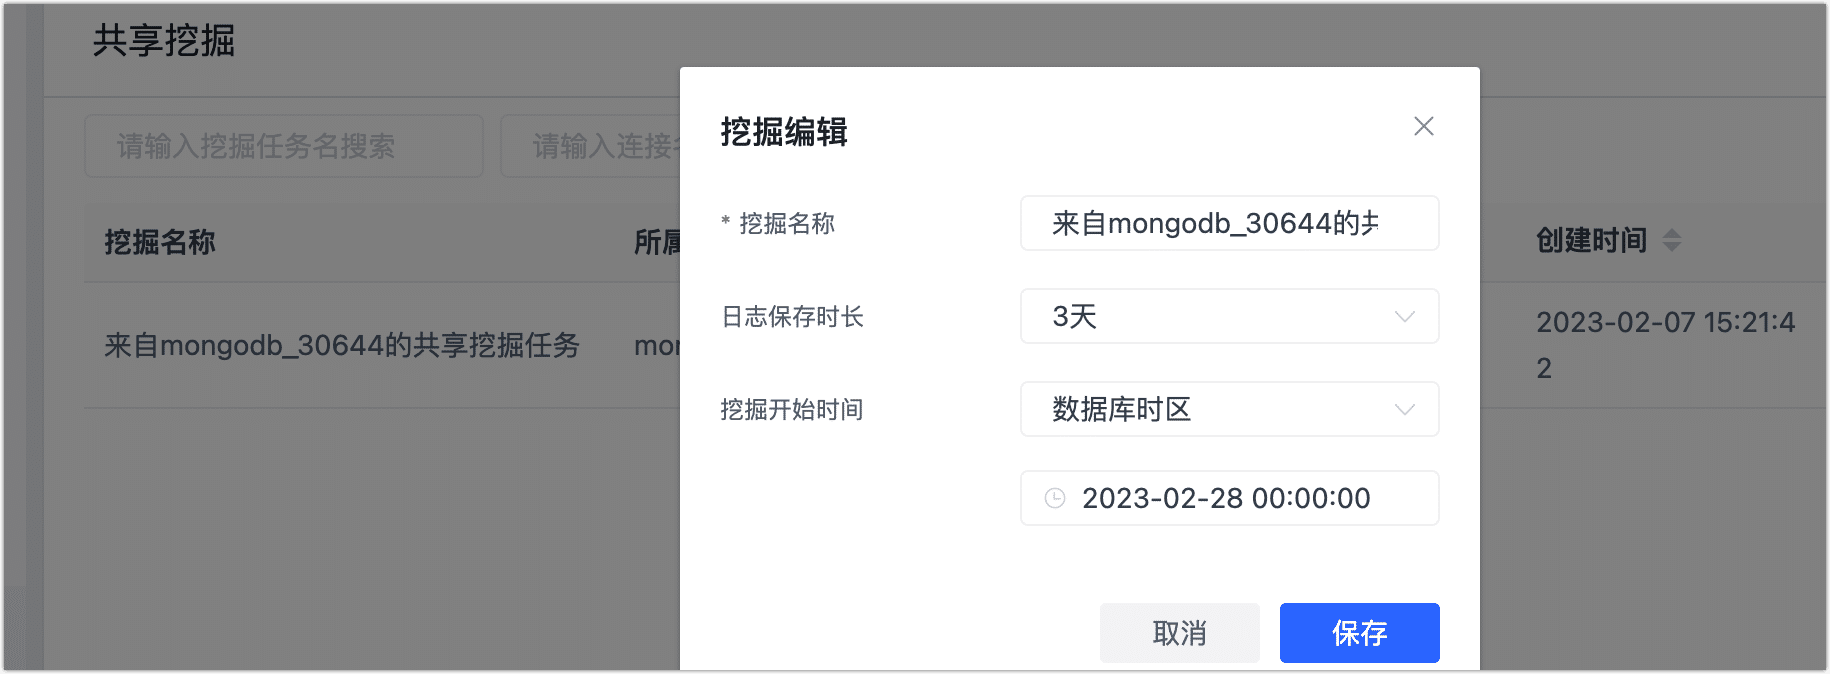 共享挖掘
请输入挖掘任务名搜索
请输入连接
挖掘名称
所属
创建时间
来自mongodb_30644的共享挖掘任务
mon
2023-02-07 15:21:4
2
挖掘编辑
* 挖掘名称
来自mongodb_30644的共
日志保存时长
3天
挖掘开始时间
数据库时区
2023-02-28 00:00:00
取消
保存